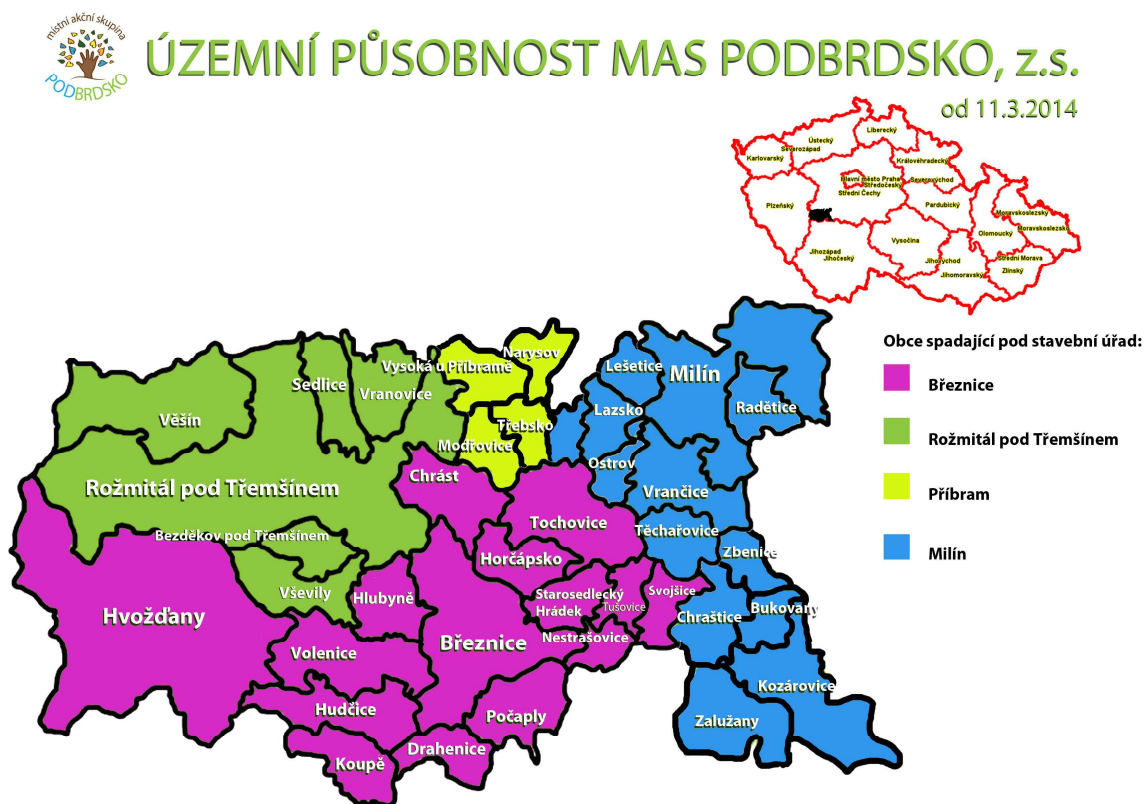 místní akční skupina
PODBRDSKO
ÚZEMNÍ PŮSOBNOST MAS PODBRDSKO, z.s.
od 11.3.2014
Liberecký
Ústecký
Severozápad
Karlovarský
Královéhradecký
Hlavní město Praha
Severovýchod
Středočeský
Střední Čechy
Plzeňský
Pardubický
Moravskoslezsky
Moravskoslezsko
Olomoucký
Vysočina
Jihozápad
Jihočeský
Jihovýchod
Střední Morava
Zlínský
Jihomoravský
Obce spadající pod stavební úřad:
Březnice
Rožmitál pod Třemšínem
Příbram
Milín
Narysov
Vysoká u Příbramě
Lešetice
Milín
Sedlice
Vranovice
Věšín
Lazsko
Radětice
Třebsko
Modřovice
Ostrov
Chrást
Rožmitál pod Třemšínem
Vrančice
Tochovice
Těchařovice
Bezděkov pod Třemšínem
Zbenice
Horčápsko
Vševily
Hlubyně
Starosedlecký
Hrádek
Tušovice
Svojšice
Hvožďany
Chraštice
Bukovany
Březnice
Nestrašovice
Volenice
Kozárovice
Hudčice
Počaply
Zalužany
Drahenice
Koupě